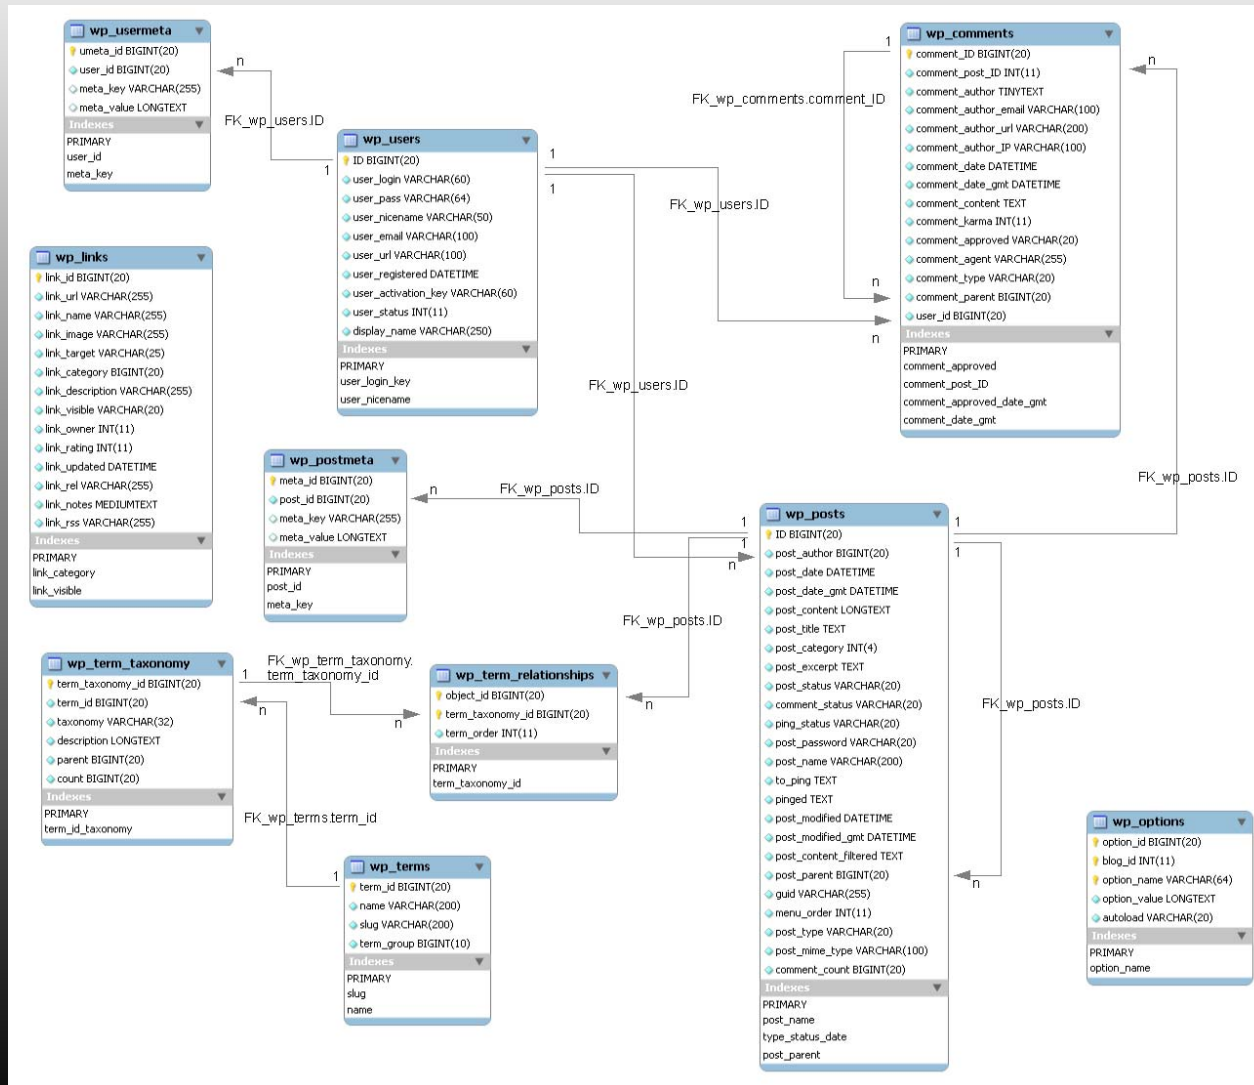 wp_usermeta
umeta_id BIGINT(20)
user_id BIGINT(20)
meta_key VARCHAR(255)
meta_value LONGTEXT
Indexes
PRIMARY
user_id
meta_key
n
FK_wp_users.ID
1
wp_users
ID BIGINT(20)
user_login VARCHAR(60)
user_pass VARCHAR(64)
user_nicename VARCHAR(50)
user_email VARCHAR(100)
user_url VARCHAR(100)
user_registered DATETIME
user_activation_key VARCHAR(60)
user_status INT(11)
display_name VARCHAR(250)
Indexes
PRIMARY
user_login_key
user_nicename
1
1
FK_wp_users.ID
FK_wp_users.ID
1
FK_wp_comments.comment_ID
n
n
wp_comments
comment_ID BIGINT(20)
comment_post_ID INT(11)
comment_author TINYTEXT
comment_author_email VARCHAR(100)
comment_author_url VARCHAR(200)
comment_author_IP VARCHAR(100)
comment_date DATETIME
comment_date_gmt DATETIME
comment_content TEXT
comment_karma INT(11)
comment_approved VARCHAR(20)
comment_agent VARCHAR(255)
comment_type VARCHAR(20)
comment_parent BIGINT(20)
user_id BIGINT(20)
Indexes
PRIMARY
comment_approved
comment_post_ID
comment_approved_date_gmt
comment_date_gmt
n
FK_wp_posts.ID
wp_links
link_id BIGINT(20)
link_url VARCHAR(255)
link_name VARCHAR(255)
link_image VARCHAR(255)
link_target VARCHAR(25)
link_category BIGINT(20)
link_description VARCHAR(255)
link_visible VARCHAR(20)
link_owner INT(11)
link_rating INT(11)
link_updated DATETIME
link_rel VARCHAR(255)
link_notes MEDIUMTEXT
link_rss VARCHAR(255)
Indexes
PRIMARY
link_category
link_visible
wp_postmeta
meta_id BIGINT(20)
post_id BIGINT(20)
meta_key VARCHAR(255)
meta_value LONGTEXT
Indexes
PRIMARY
post_id
meta_key
n
FK_wp_posts.ID
1
1
n
FK_wp_posts.ID
wp_posts
ID BIGINT(20)
post_author BIGINT(20)
post_date DATETIME
post_date_gmt DATETIME
post_content LONGTEXT
post_title TEXT
post_category INT(4)
post_excerpt TEXT
post_status VARCHAR(20)
comment_status VARCHAR(20)
ping_status VARCHAR(20)
post_password VARCHAR(20)
post_name VARCHAR(200)
to_ping TEXT
pinged TEXT
post_modified DATETIME
post_modified_gmt DATETIME
post_content_filtered TEXT
post_parent BIGINT(20)
guid VARCHAR(255)
menu_order INT(11)
post_type VARCHAR(20)
post_mime_type VARCHAR(100)
comment_count BIGINT(20)
Indexes
PRIMARY
post_name
type_status_date
post_parent
1
1
FK_wp_posts.ID
n
wp_term_taxonomy
term_taxonomy_id BIGINT(20)
term_id BIGINT(20)
taxonomy VARCHAR(32)
description LONGTEXT
parent BIGINT(20)
count BIGINT(20)
Indexes
PRIMARY
term_id_taxonomy
1
FK_wp_term_taxonomy.
term_taxonomy_id
n
n
FK_wp_terms.term_id
1
wp_term_relationships
object_id BIGINT(20)
term_taxonomy_id BIGINT(20)
term_order INT(11)
Indexes
PRIMARY
term_taxonomy_id
n
wp_terms
term_id BIGINT(20)
name VARCHAR(200)
slug VARCHAR(200)
term_group BIGINT(10)
Indexes
PRIMARY
slug
name
wp_options
option_id BIGINT(20)
blog_id INT(11)
option_name VARCHAR(64)
option_value LONGTEXT
autoload VARCHAR(20)
Indexes
PRIMARY
option_name